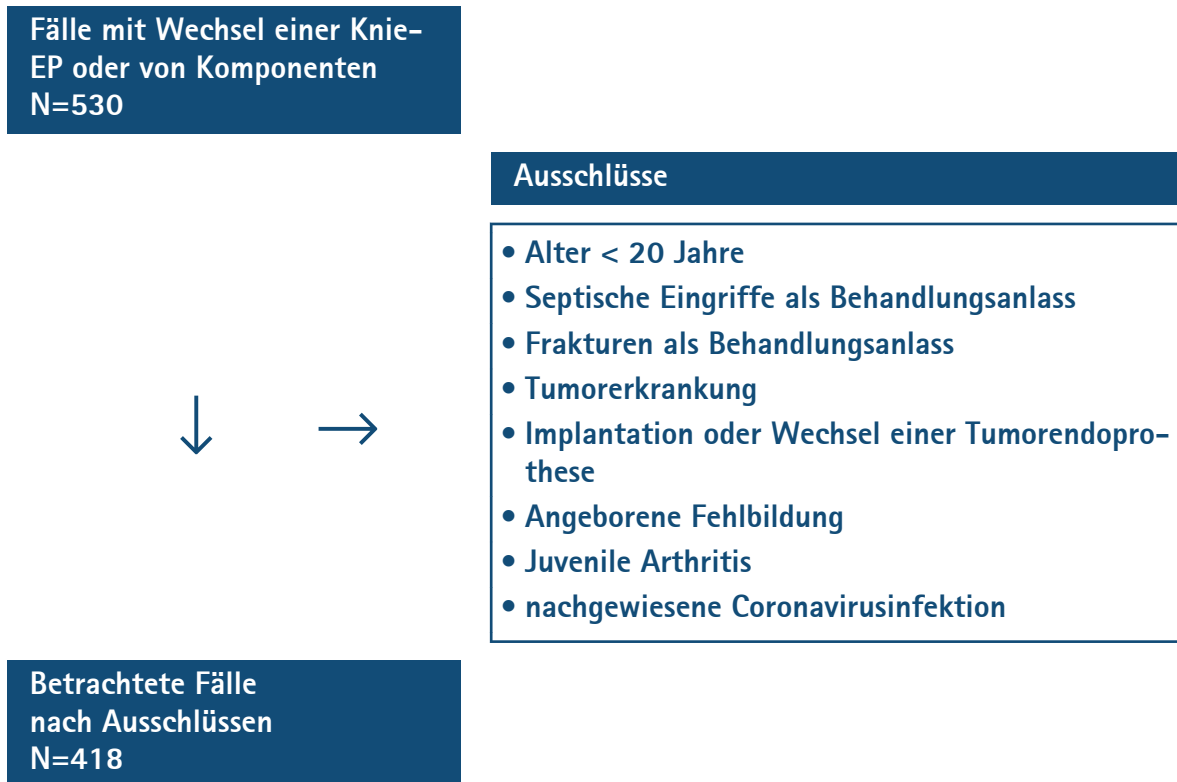 Fälle mit Wechsel einer Knie-
EP oder von Komponenten
N=530
Ausschlüsse
• Alter < 20 Jahre
• Septische Eingriffe als Behandlungsanlass
• Frakturen als Behandlungsanlass
• Tumorerkrankung
• Implantation oder Wechsel einer Tumorendopro-
these
• Angeborene Fehlbildung
• Juvenile Arthritis
• nachgewiesene Coronavirusinfektion
Betrachtete Fälle
nach Ausschlüssen
N=418